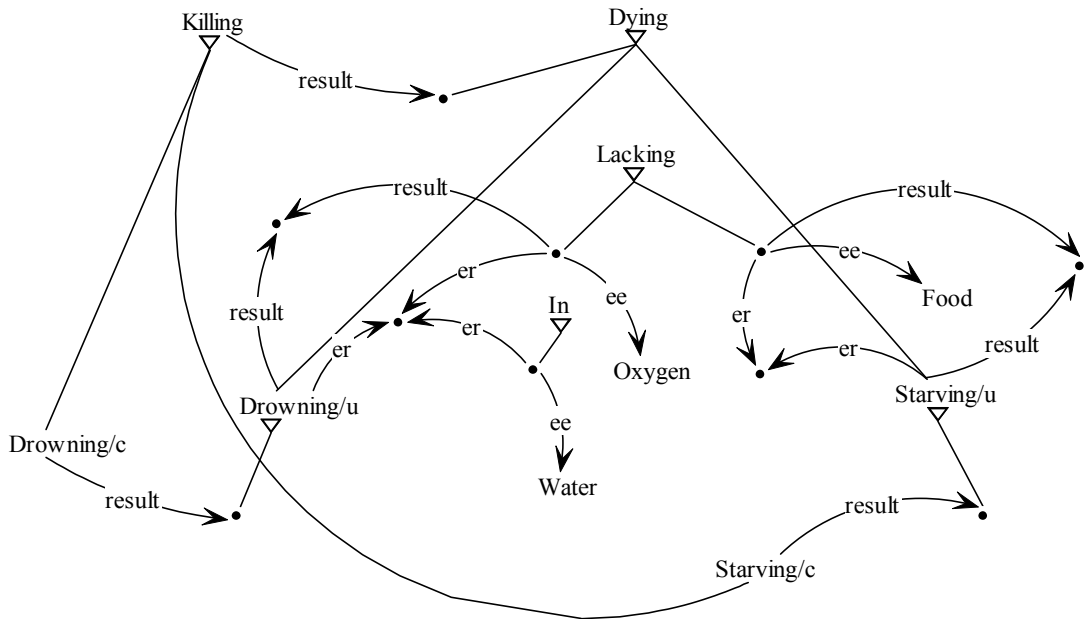 Killing
Dying
result
Lacking
result
result
er
ee
ee
In
Food
result
er
er
er
result
er
Oxygen
Drowning/u
Starving/u
ee
Drowning/c
Water
result
result
Starving/c